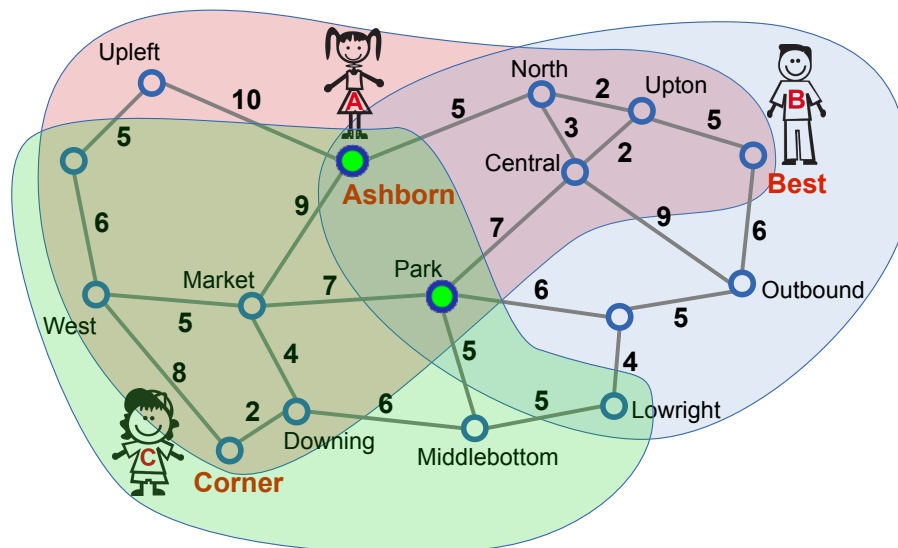 Upleft
A
North
Upton
B
10
5
2
5
5
3
2
Central
Ashborn
Best
9
9
6
7
6
Market
Park
7
6
Outbound
West
5
5
8
4
5
4
2
6
5
Lowright
Downing
C
Middlebottom
Corner